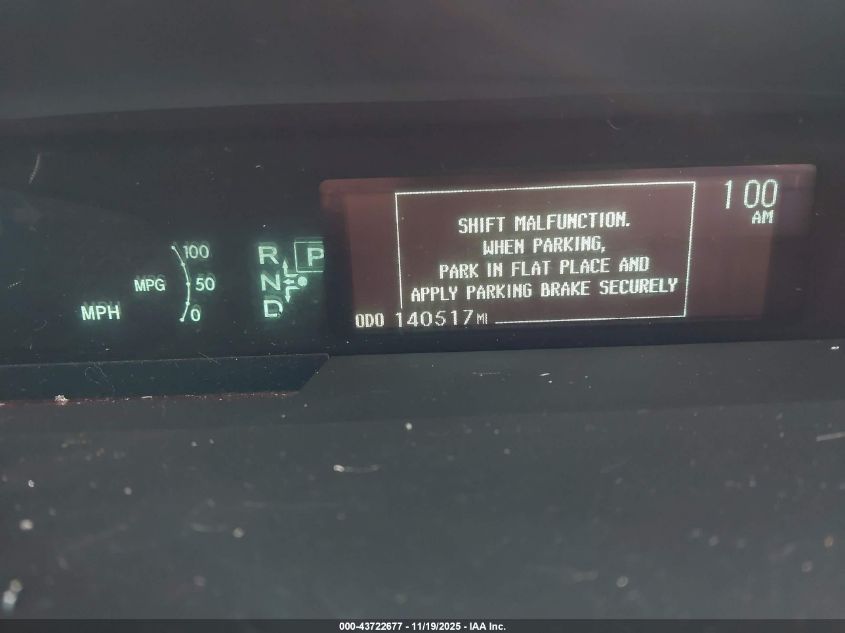 100
MPG
50
MPH
0
R
P
N
D
SHIFT MALFUNCTION.
WHEN PARKING,
PARK IN FLAT PLACE AND
APPLY PARKING BRAKE SECURELY
1:00
AM
ODO 140517 MI
000-43722677 - 11/19/2025 - IAA Inc.